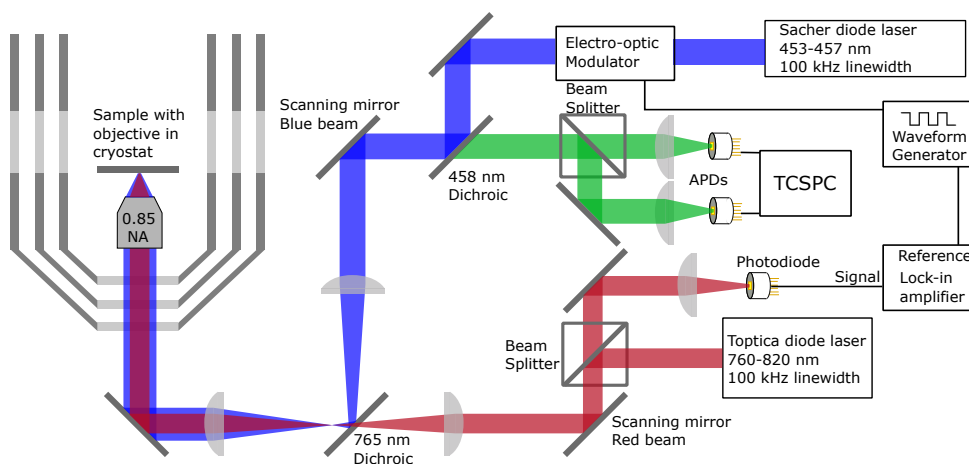 Sample with
objective in
cryostat
0.85
NA
Scanning mirror
Blue beam
Electro-optic
Modulator
Sacher diode laser
453-457 nm
100 kHz linewidth
Beam
Splitter
458 nm
Dichroic
APDs
TCSPC
Waveform
Generator
Photodiode
Signal
Reference
Lock-in
amplifier
Beam
Splitter
Toptica diode laser
760-820 nm
100 kHz linewidth
765 nm
Dichroic
Scanning mirror
Red beam